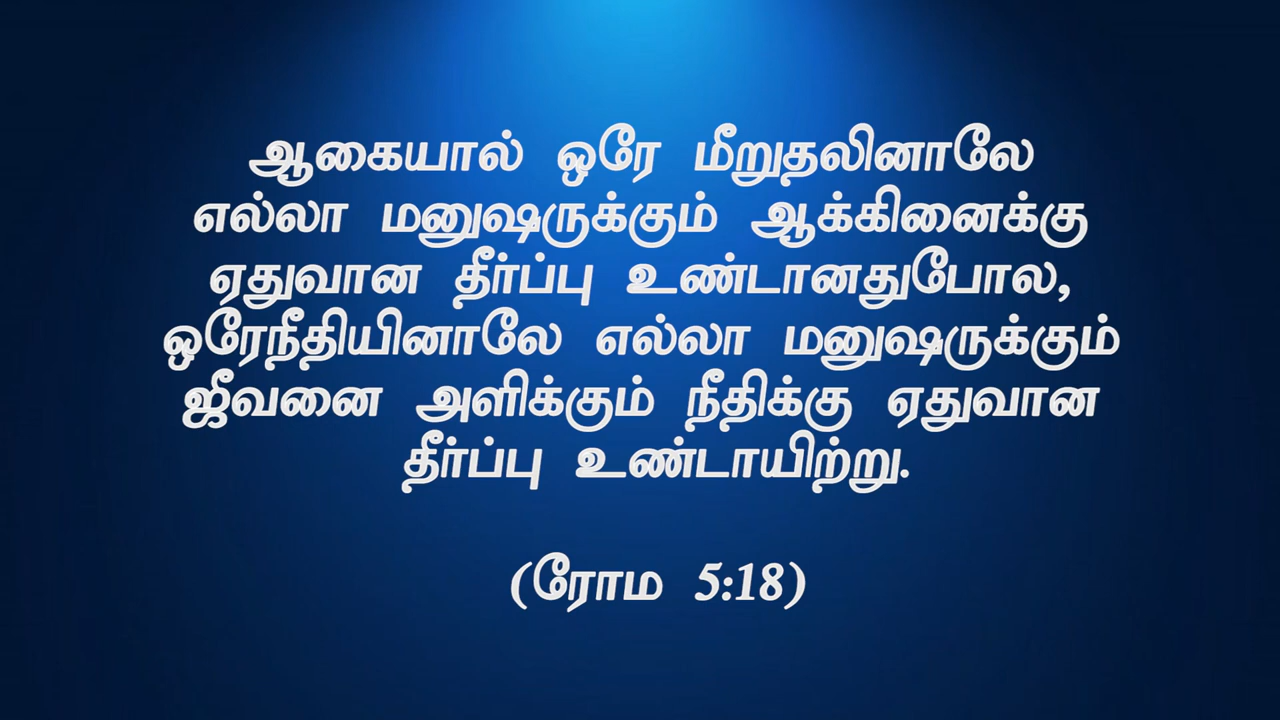 ஆகையால் ஒரே மீறுதலினாலே
எல்லா மனுஷருக்கும் ஆக்கினைக்கு
ஏதுவான தீர்ப்பு உண்டானதுபோல,
ஒரேநீதியினாலே எல்லா மனுஷருக்கும்
ஜீவனை அளிக்கும் நீதிக்கு ஏதுவான
தீர்ப்பு உண்டாயிற்று.
(ரோம 5:18)